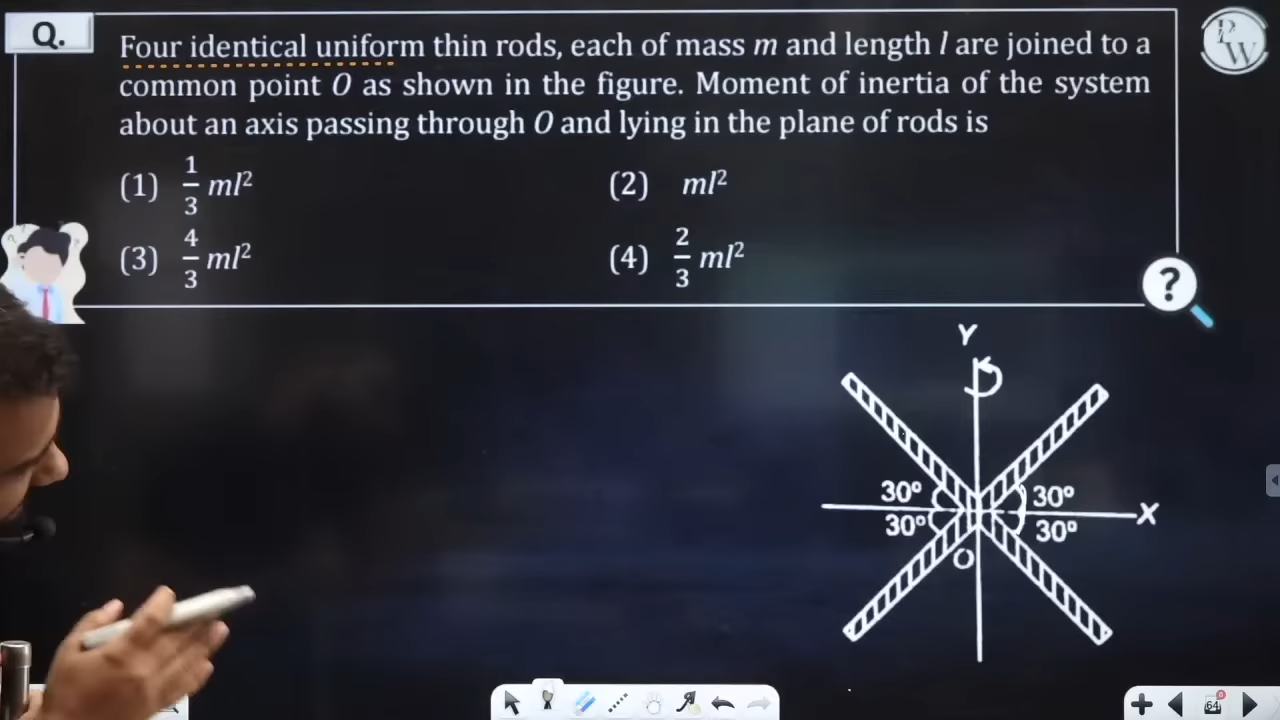 Q.
Four identical uniform thin rods, each of mass m and length l are joined to a
common point O as shown in the figure. Moment of inertia of the system
about an axis passing through O and lying in the plane of rods is
(1) 1/3 ml²
(2) ml²
(3) 4/3 ml²
(4) 2/3 ml²
PW
?
Y
30° 30°
X
30° 30°
O
64